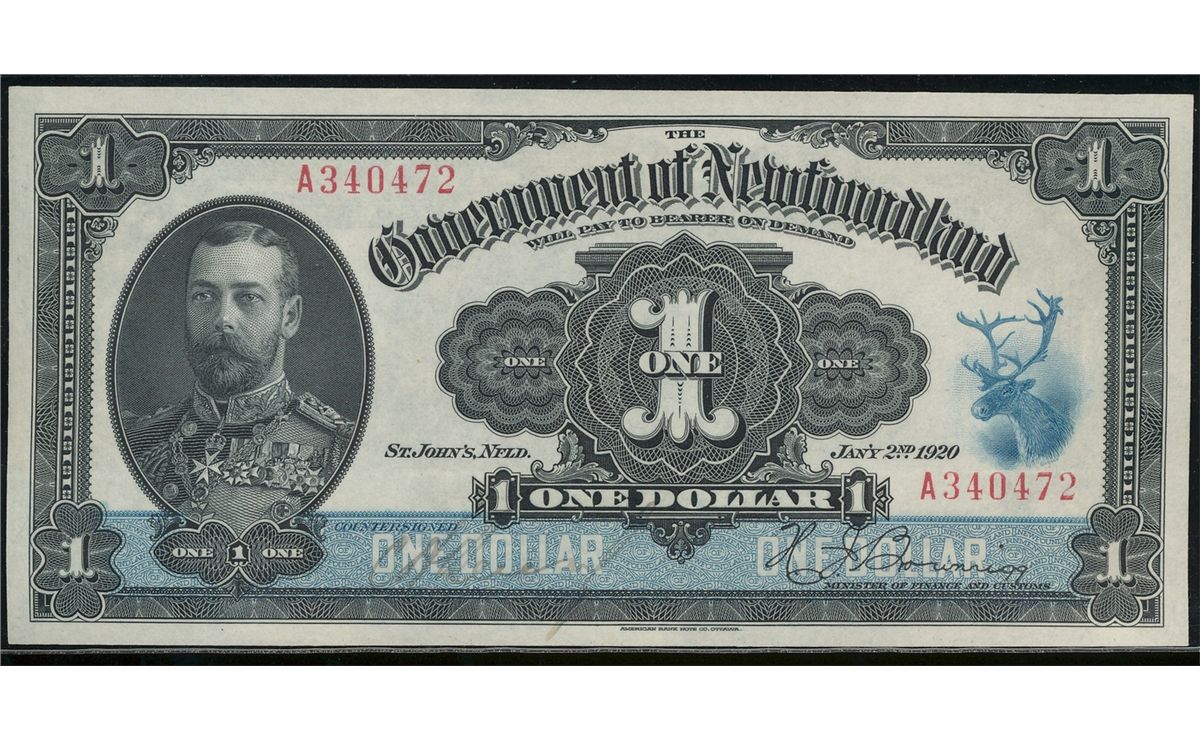 1 1
THE
A340472
Government of Newfoundland
WILL PAY TO BEARER ON DEMAND
ONE 1 ONE ONE
ST. JOHN'S, NFLD. JAN'Y 2ND 1920
A340472
1 ONE DOLLAR 1
COUNTERSIGNED
1 ONE 1 ONE ONE DOLLAR ONE DOLLAR 1
MINISTER OF FINANCE AND CUSTOMS.
AMERICAN BANK NOTE CO. OTTAWA.